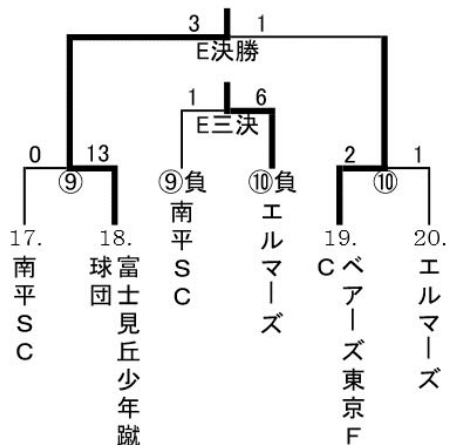 3 1
E決勝
1 6
E三決
0 13
2 1
⑨
⑨負
⑩負
⑩
17.
18.
19.
20.
南平SC
富士見丘少年蹴
球団
南平SC
エルマーズ
ベアーズ東京F
C
エルマーズ